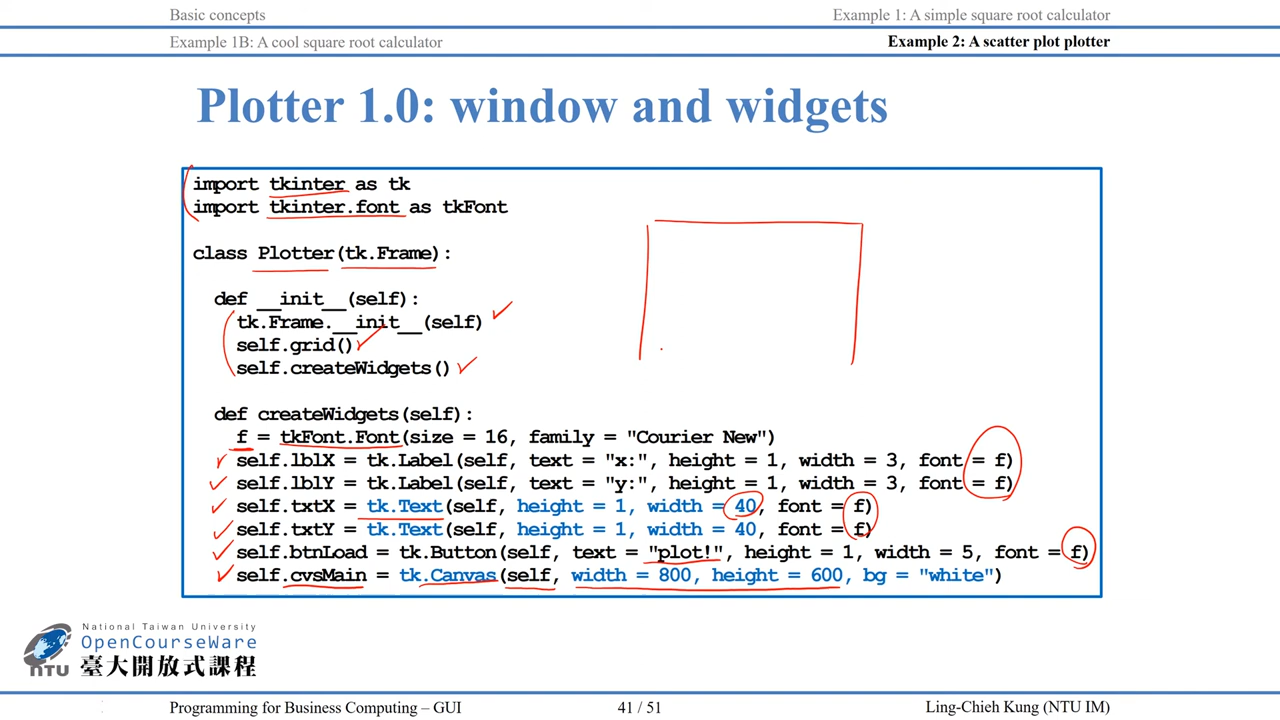 Basic concepts
Example 1: A simple square root calculator
Example 1B: A cool square root calculator
Example 2: A scatter plot plotter
Plotter 1.0: window and widgets
import tkinter as tk
import tkinter.font as tkFont
class Plotter(tk.Frame):
def __init__(self):
tk.Frame.__init__(self)
self.grid()
self.createWidgets()
def createWidgets(self):
f = tkFont.Font(size = 16, family = "Courier New")
self.lblX = tk.Label(self, text = "x:", height = 1, width = 3, font = f)
self.lblY = tk.Label(self, text = "y:", height = 1, width = 3, font = f)
self.txtX = tk.Text(self, height = 1, width = 40, font = f)
self.txtY = tk.Text(self, height = 1, width = 40, font = f)
self.btnLoad = tk.Button(self, text = "plot!", height = 1, width = 5, font = f)
self.cvsMain = tk.Canvas(self, width = 800, height = 600, bg = "white")
National Taiwan University
OpenCourseWare
NTU 臺大開放式課程
Programming for Business Computing – GUI
41 / 51
Ling-Chieh Kung (NTU IM)